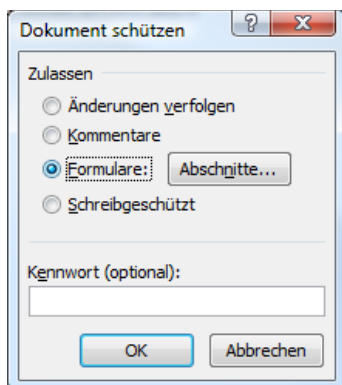 Dokument schützen
Zulassen
Änderungen verfolgen
Kommentare
Formulare: Abschnitte...
Schreibgeschützt
Kennwort (optional):
OK Abbrechen